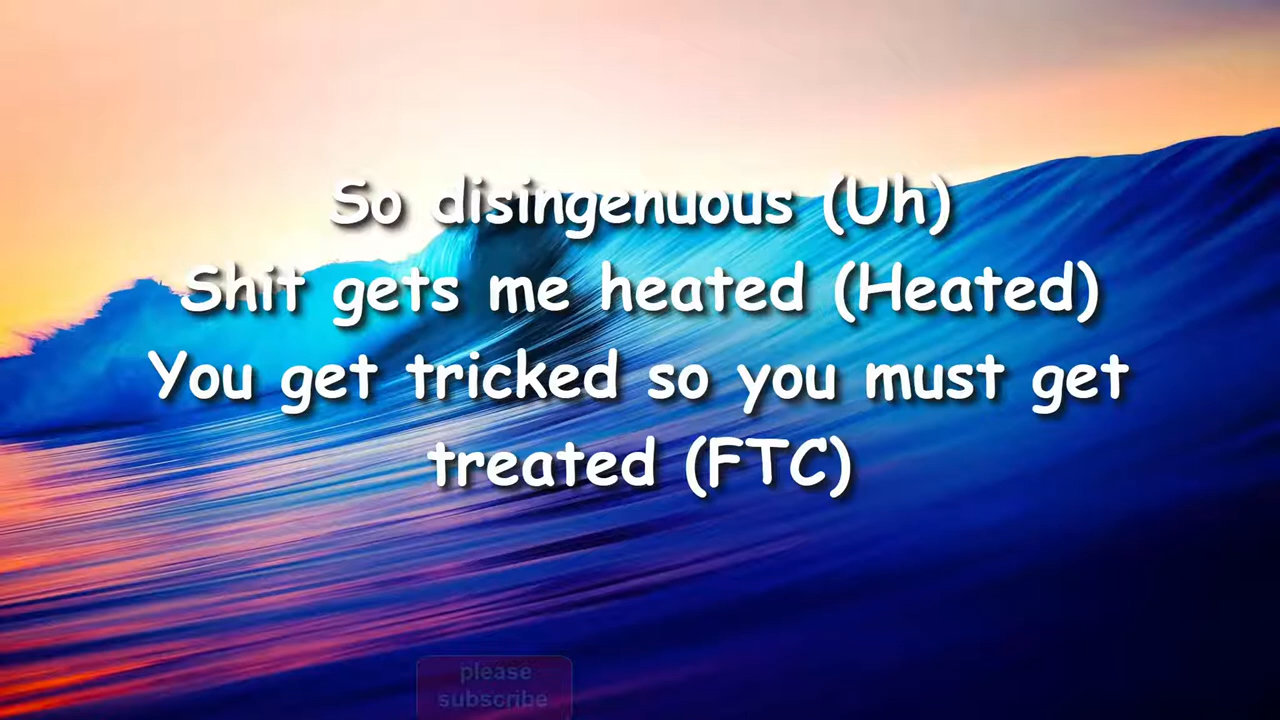 So disingenuous (Uh)
Shit gets me heated (Heated)
You get tricked so you must get
treated (FTC)
please
subscribe